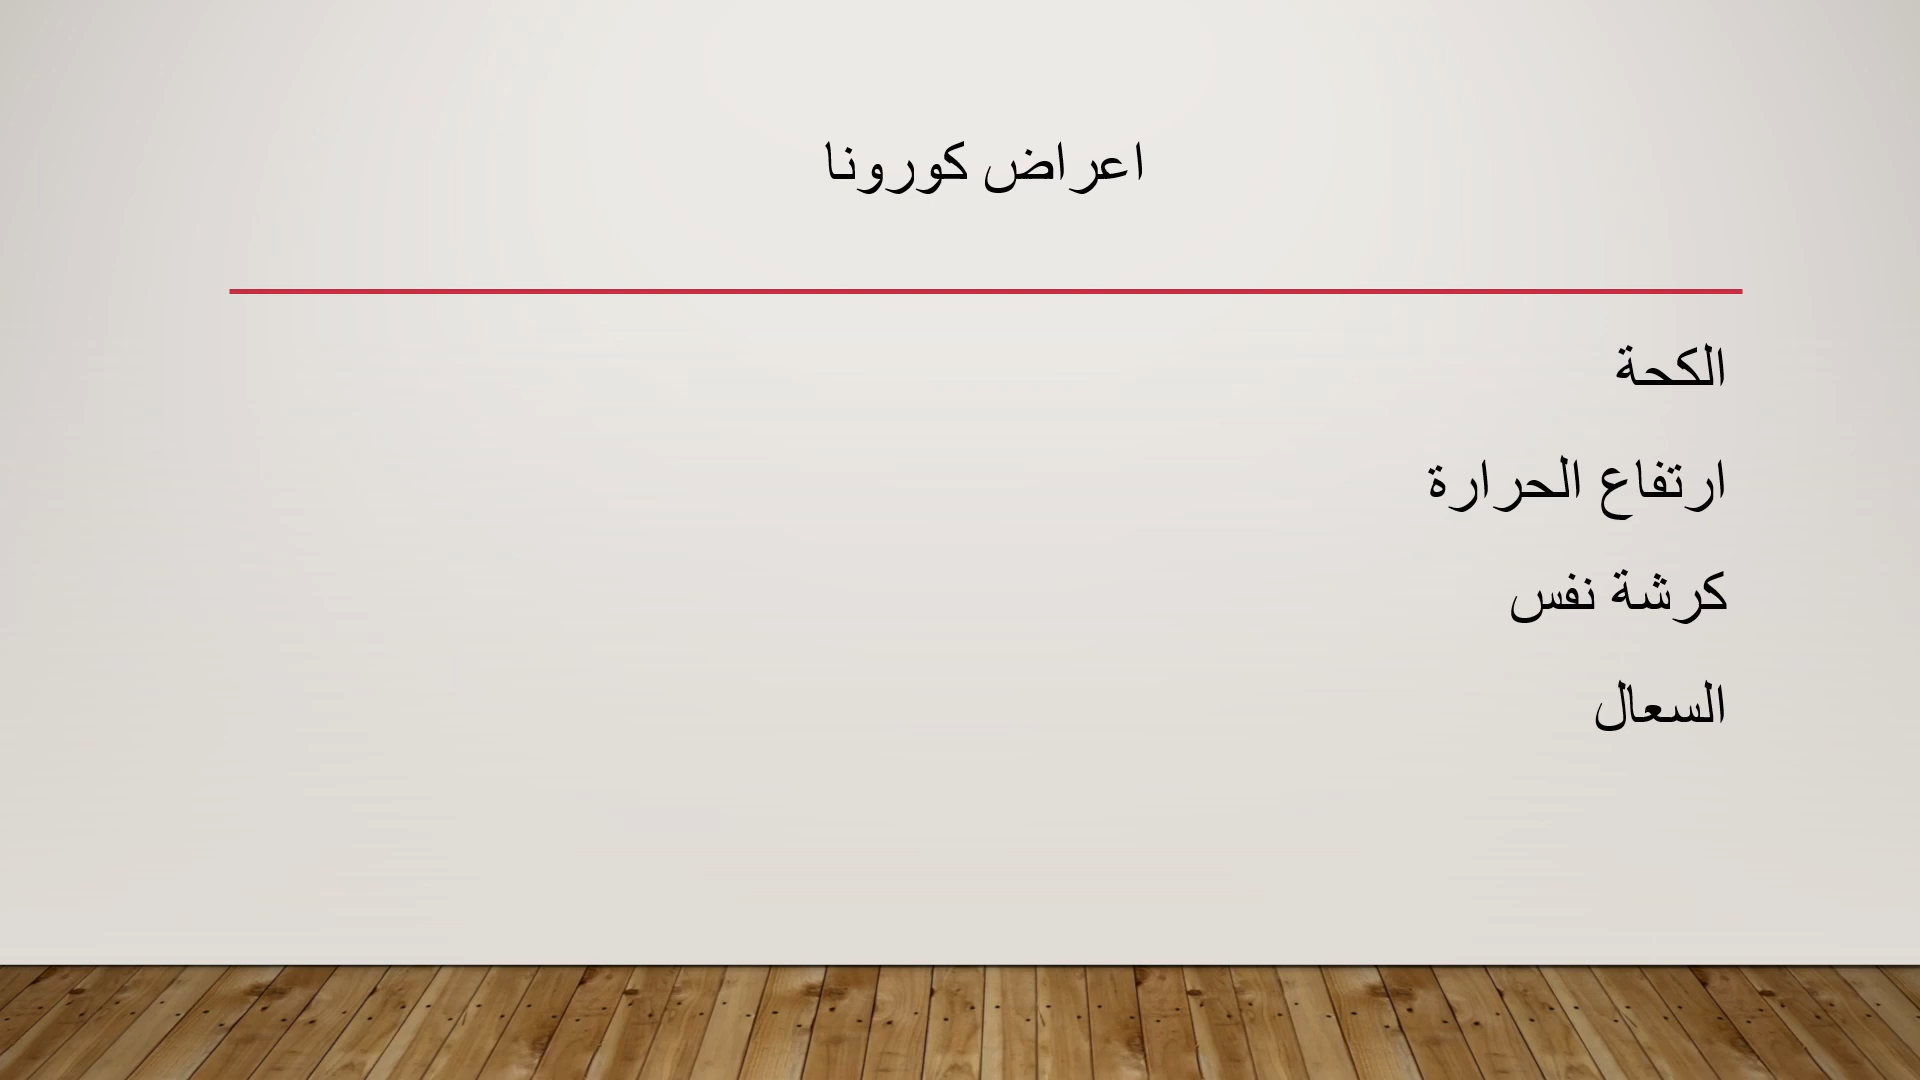 اعراض كورونا
الكحة
ارتفاع الحرارة
كرشة نفس
السعال